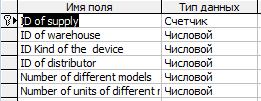 Имя поля Тип данных
ID of supply Счетчик
ID of warehouse Числовой
ID Kind of the device Числовой
ID of distributor Числовой
Number of different models Числовой
Number of units of different r Числовой